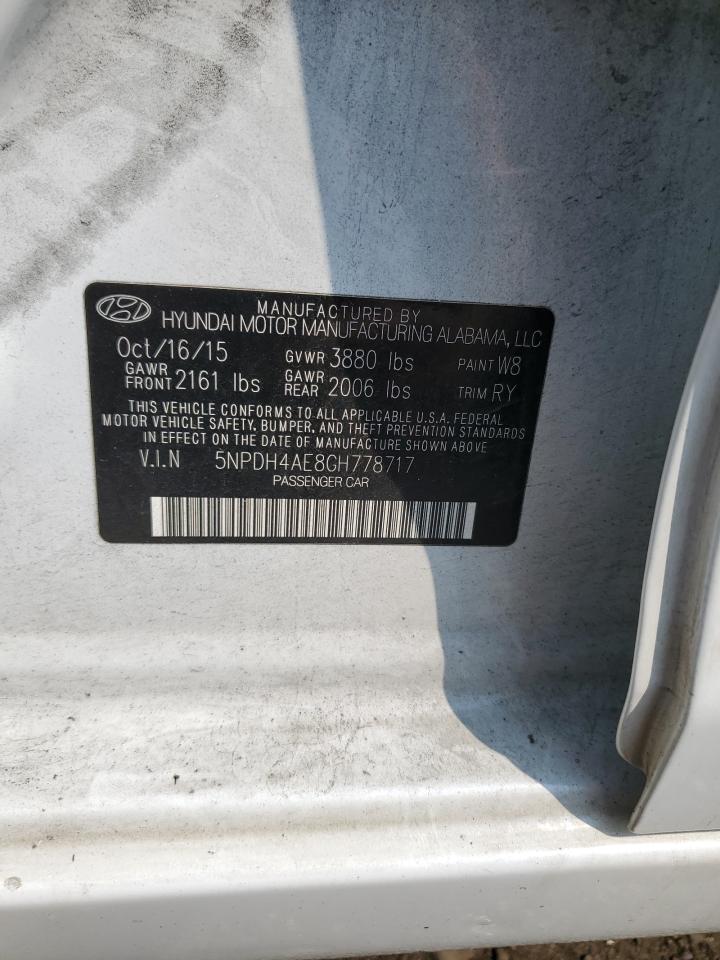 MANUFACTURED BY
HYUNDAI MOTOR MANUFACTURING ALABAMA, LLC
Oct/16/15 GVWR 3880 lbs PAINT W8
GAWR FRONT 2161 lbs GAWR REAR 2006 lbs TRIM RY
THIS VEHICLE CONFORMS TO ALL APPLICABLE U.S.A. FEDERAL
MOTOR VEHICLE SAFETY, BUMPER, AND THEFT PREVENTION STANDARDS
IN EFFECT ON THE DATE OF MANUFACTURE SHOWN ABOVE
V.I.N 5NPDH4AE8GH778717
PASSENGER CAR